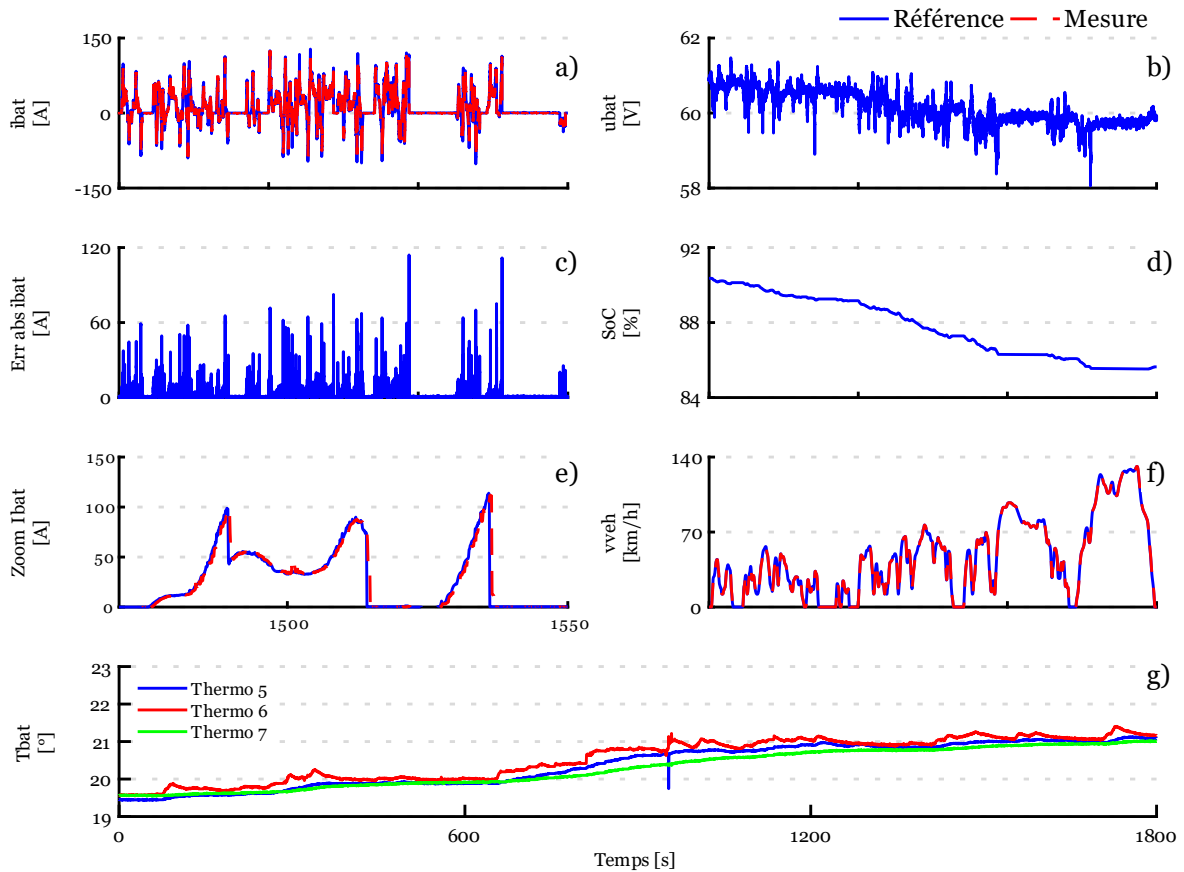 Référence Mesure
150
0
-150
ibat
[A]
a)
62
60
58
ubat
[V]
b)
120
60
0
Err abs ibat
[A]
c)
92
88
84
SoC
[%]
d)
150
100
50
0
Zoom Ibat
[A]
e)
1500
1550
140
70
0
vveh
[km/h]
f)
23
22
21
20
19
Tbat
[°]
Thermo 5
Thermo 6
Thermo 7
g)
0 600 1200 1800
Temps [s]